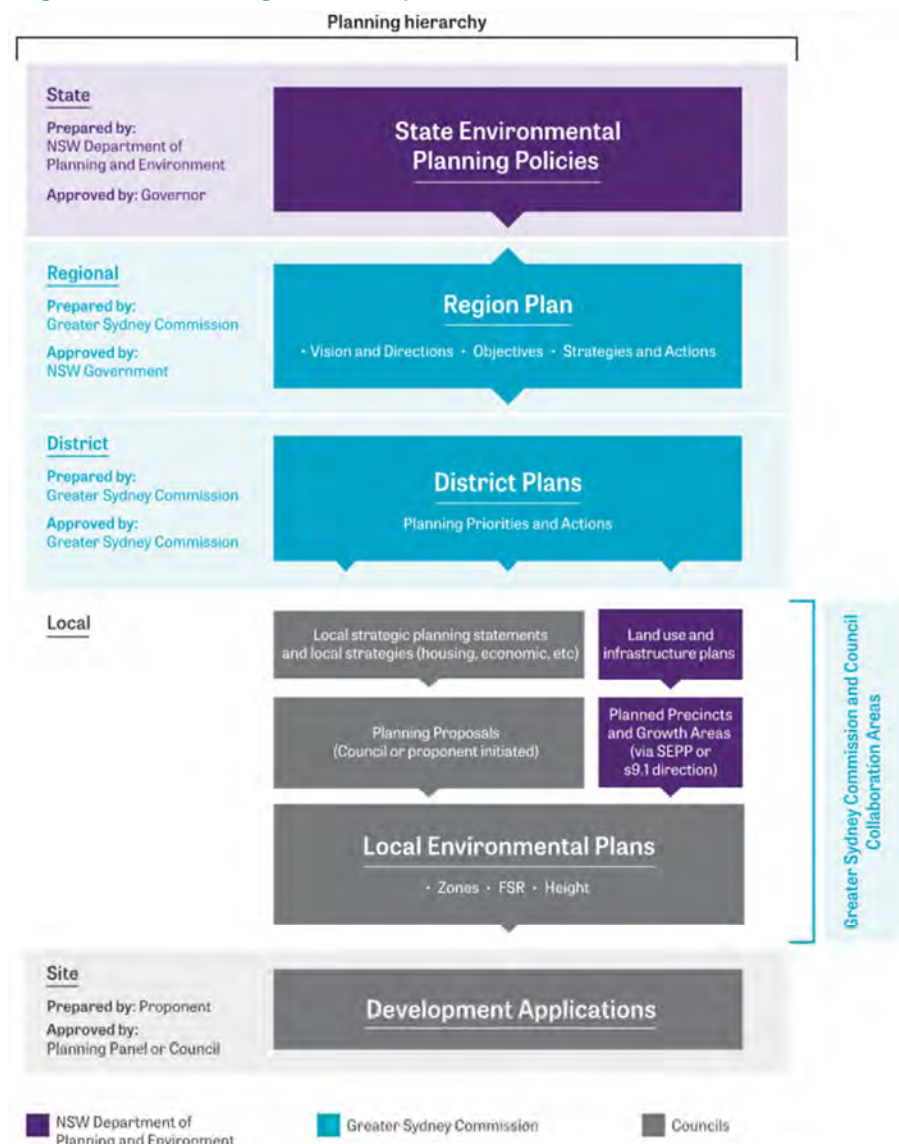 Planning hierarchy
State
Prepared by:
NSW Department of
Planning and Environment
Approved by: Governor
State Environmental
Planning Policies
Regional
Prepared by:
Greater Sydney Commission
Approved by:
NSW Government
Region Plan
• Vision and Directions • Objectives • Strategies and Actions
District
Prepared by:
Greater Sydney Commission
Approved by:
Greater Sydney Commission
District Plans
Planning Priorities and Actions
Local
Local strategic planning statements
and local strategies (housing, economic, etc)
Land use and
infrastructure plans
Planning Proposals
(Council or proponent initiated)
Planned Precincts
and Growth Areas
(via SEPP or
s9.1 direction)
Local Environmental Plans
• Zones • FSR • Height
Greater Sydney Commission and Council
Collaboration Areas
Site
Prepared by: Proponent
Approved by:
Planning Panel or Council
Development Applications
NSW Department of
Planning and Environment
Greater Sydney Commission
Councils